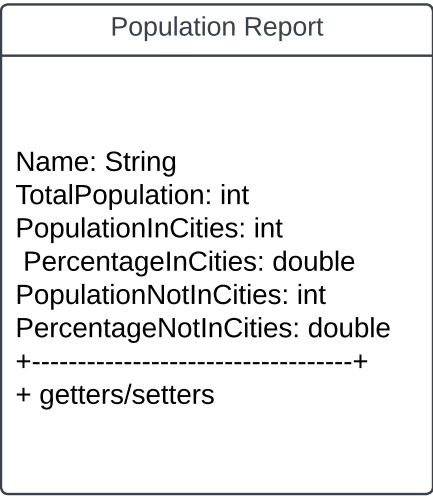 Population Report
Name: String
TotalPopulation: int
PopulationInCities: int
PercentageInCities: double
PopulationNotInCities: int
PercentageNotInCities: double
+-----------------------------------+
+ getters/setters